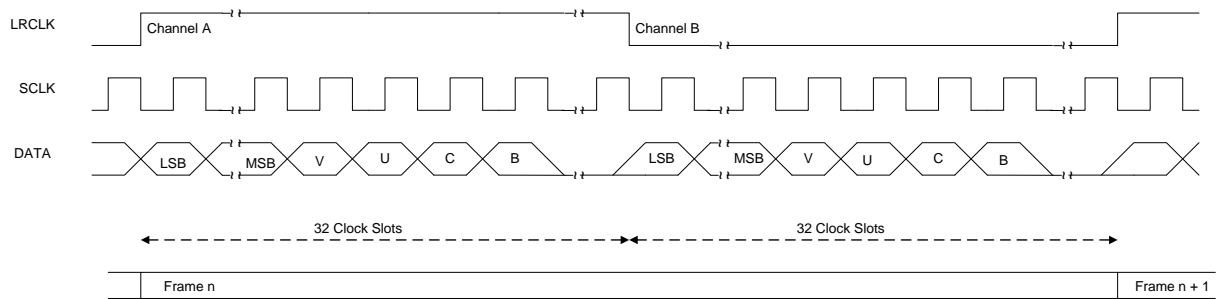 LRCLK
Channel A
Channel B
SCLK
DATA
LSB MSB V U C B LSB MSB V U C B
32 Clock Slots 32 Clock Slots
Frame n Frame n + 1